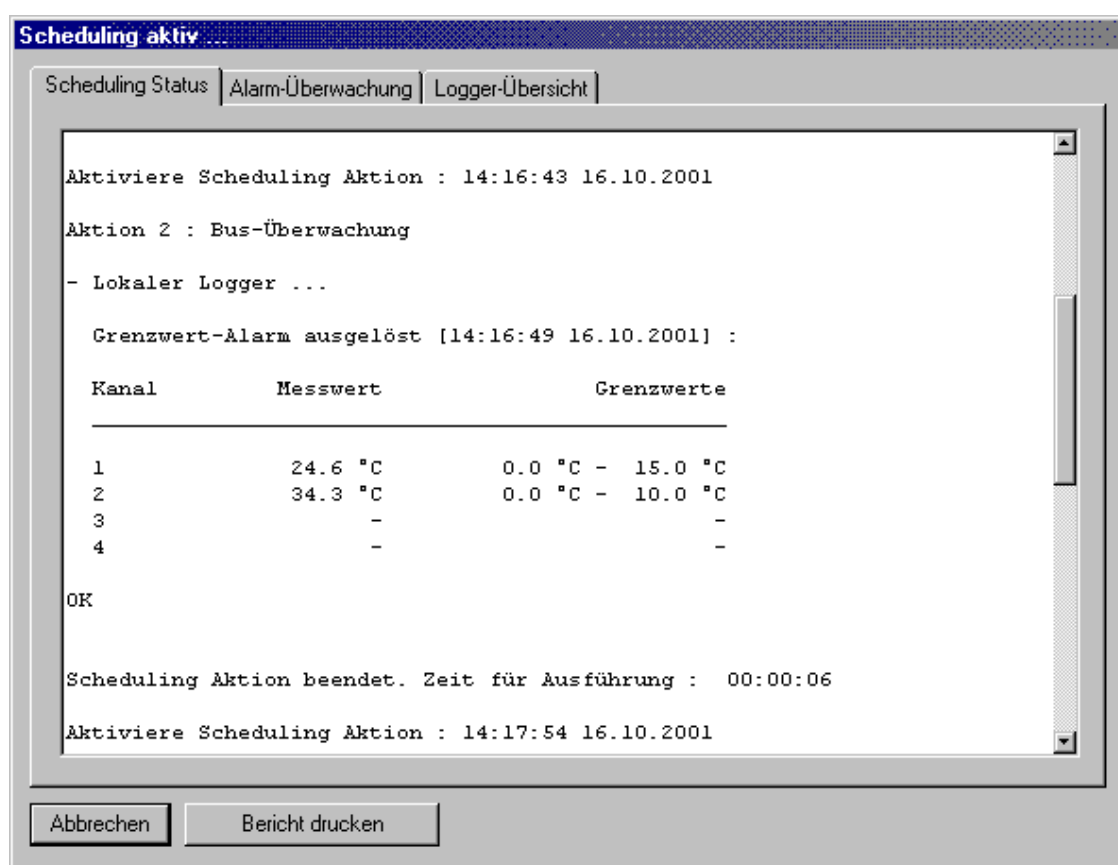 Scheduling aktiv ...
Scheduling Status Alarm-Überwachung Logger-Übersicht
Aktiviere Scheduling Aktion : 14:16:43 16.10.2001
Aktion 2 : Bus-Überwachung
- Lokaler Logger ...
Grenzwert-Alarm ausgelöst [14:16:49 16.10.2001] :
Kanal Messwert Grenzwerte
1 24.6 °C 0.0 °C - 15.0 °C
2 34.3 °C 0.0 °C - 10.0 °C
3 - -
4 - -
OK
Scheduling Aktion beendet. Zeit für Ausführung : 00:00:06
Aktiviere Scheduling Aktion : 14:17:54 16.10.2001
Abbrechen Bericht drucken